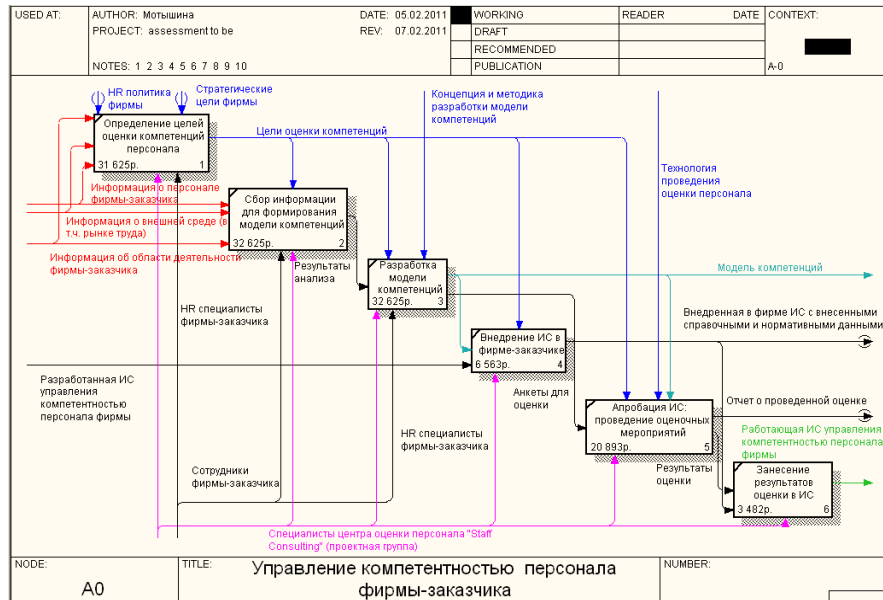 USED AT:
AUTHOR: Мотышина
DATE: 05.02.2011
WORKING
READER
DATE
CONTEXT:
PROJECT: assessment to be
REV: 07.02.2011
DRAFT
RECOMMENDED
NOTES: 1 2 3 4 5 6 7 8 9 10
PUBLICATION
A-0
HR политика
фирмы
Стратегические
цели фирмы
Концепция и методика
разработки модели
компетенций
Определение целей
оценки компетенций
персонала
31 625р.
1
Цели оценки компетенций
Технология
проведения
оценки персонала
Информация о персонале
фирмы-заказчика
Информация о внешней среде (в
т.ч. рынке труда)
Информация об области деятельности
фирмы-заказчика
Сбор информации
для формирования
модели компетенций
32 625р.
2
Результаты
анализа
Разработка
модели
компетенций
32 625р.
3
Модель компетенций
HR специалисты
фирмы-заказчика
Внедренная в фирме ИС с внесенными
справочными и нормативными данными
Внедрение ИС в
фирме-заказчике
6 563р.
4
Разработанная ИС
управления
компетентностью
персонала фирмы
Анкеты для
оценки
Апробация ИС:
проведение оценочных
мероприятий
20 893р.
5
Отчет о проведенной оценке
HR специалисты
фирмы-заказчика
Работающая ИС управления
компетентностью персонала
фирмы
Сотрудники
фирмы-заказчика
Результаты
оценки
Занесение
результатов
оценки в ИС
3 482р.
6
Специалисты центра оценки персонала "Staff
Consulting" (проектная группа)
NODE:
TITLE:
NUMBER:
A0
Управление компетентностью персонала
фирмы-заказчика